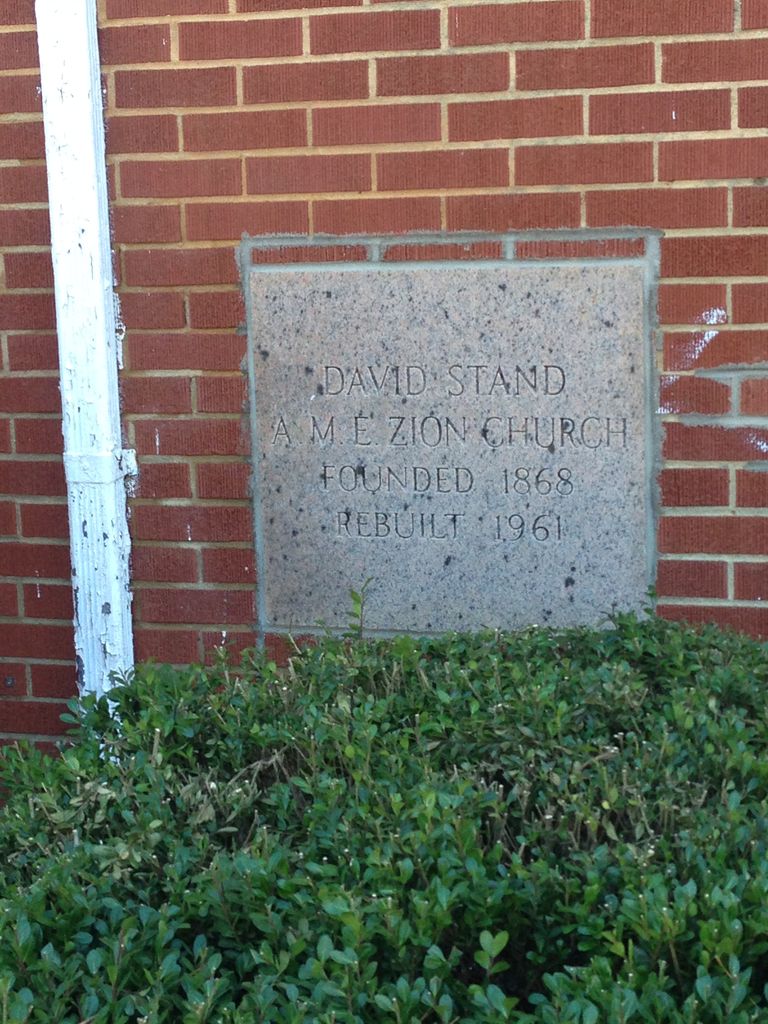 DAVID STAND
A. M. E. ZION CHURCH
FOUNDED 1868
REBUILT 1961